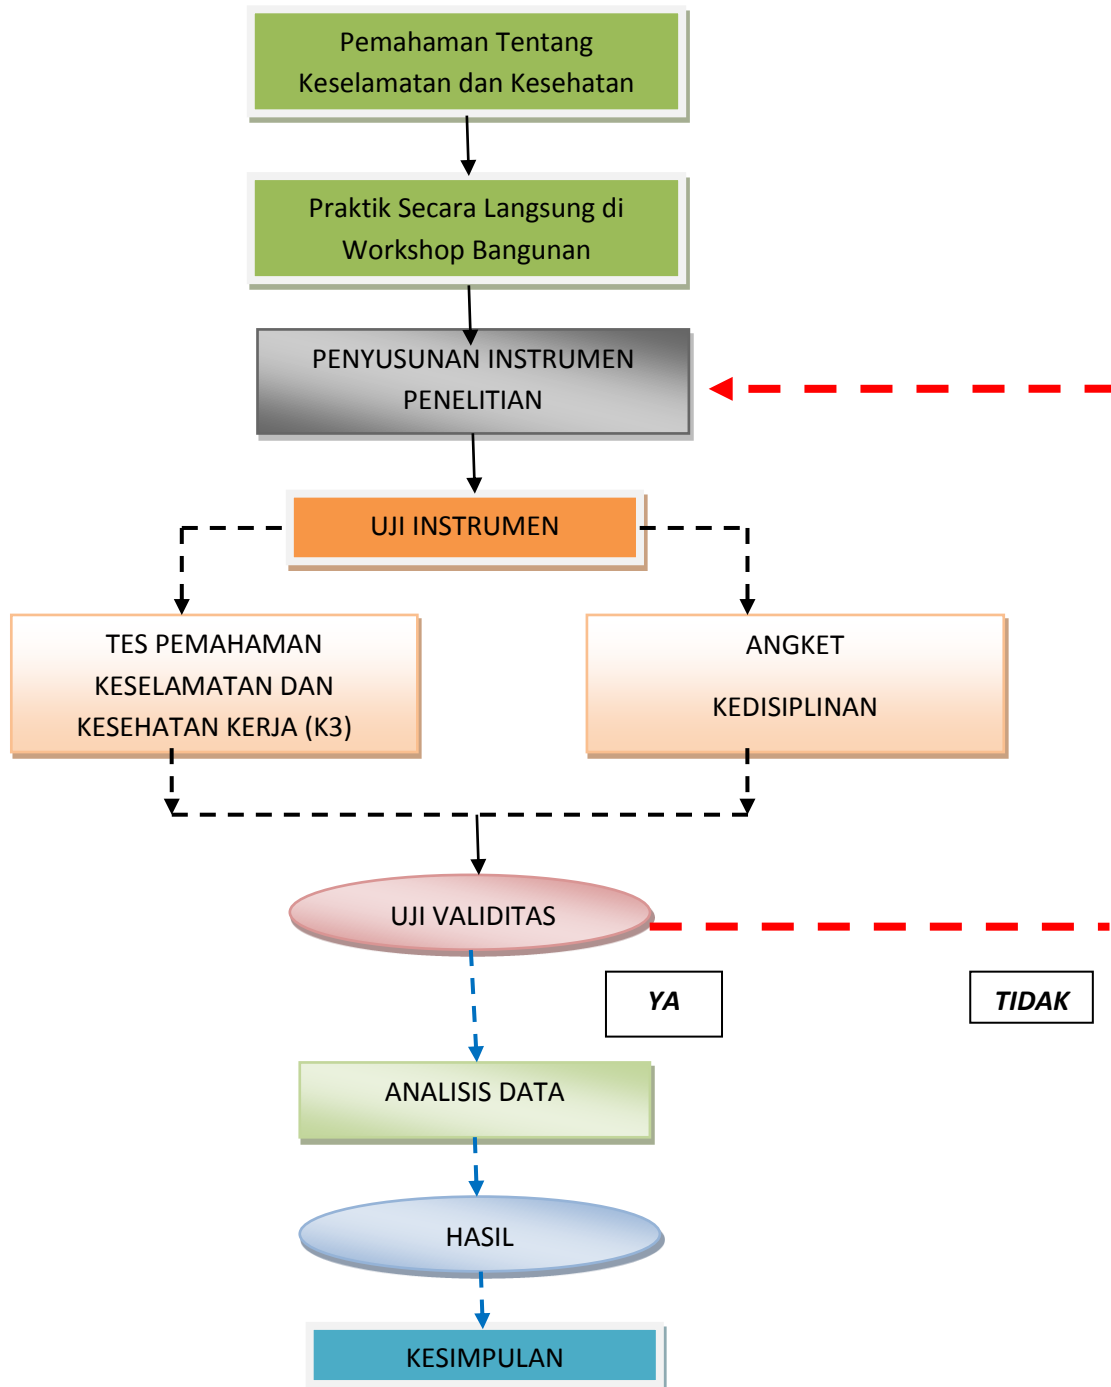 Pemahaman Tentang
Keselamatan dan Kesehatan
Praktik Secara Langsung di
Workshop Bangunan
PENYUSUNAN INSTRUMEN
PENELITIAN
UJI INSTRUMEN
TES PEMAHAMAN
KESELAMATAN DAN
KESEHATAN KERJA (K3)
ANGKET
KEDISIPLINAN
UJI VALIDITAS
YA
TIDAK
ANALISIS DATA
HASIL
KESIMPULAN